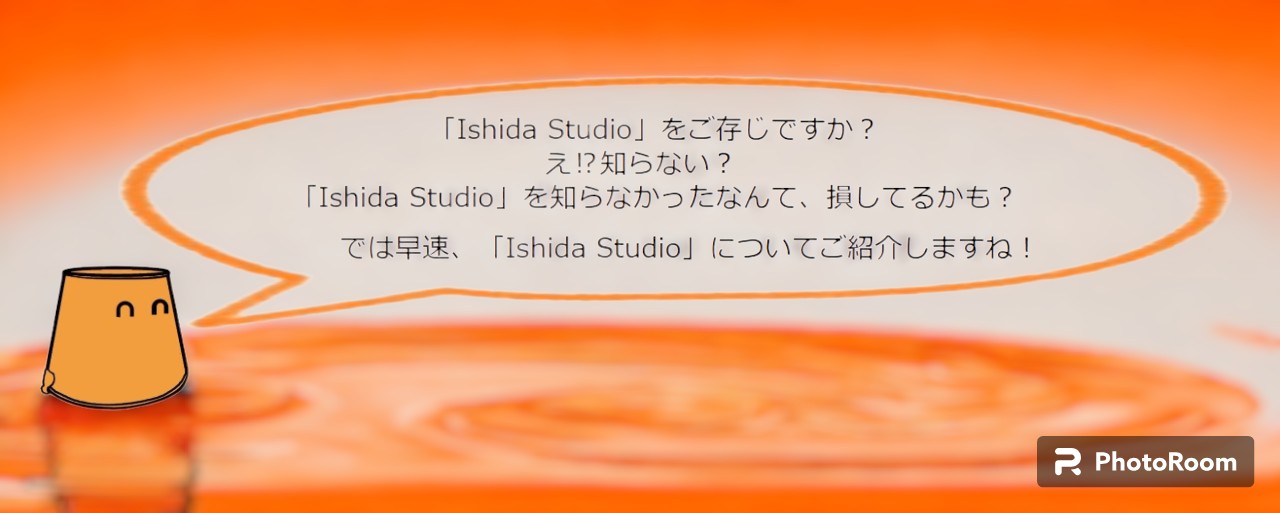 「Ishida Studio」をご存じですか？
え⁉知らない？
「Ishida Studio」を知らなかったなんて、損してるかも？
では早速、「Ishida Studio」についてご紹介しますね！
PhotoRoom